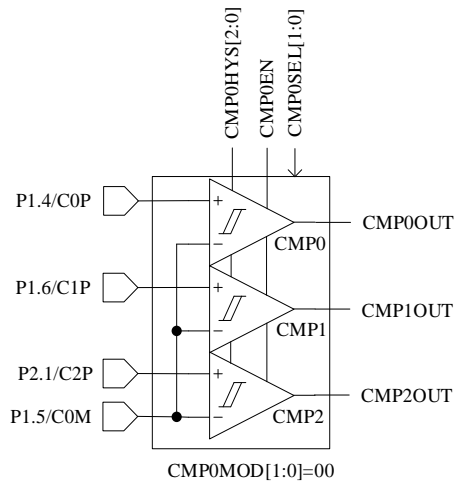 CMP0HYS[2:0]
CMP0EN
CMP0SEL[1:0]
P1.4/C0P
+
−
CMP0
CMP0OUT
P1.6/C1P
+
−
CMP1
CMP1OUT
P2.1/C2P
+
CMP2OUT
P1.5/C0M
−
CMP2
CMP0MOD[1:0]=00